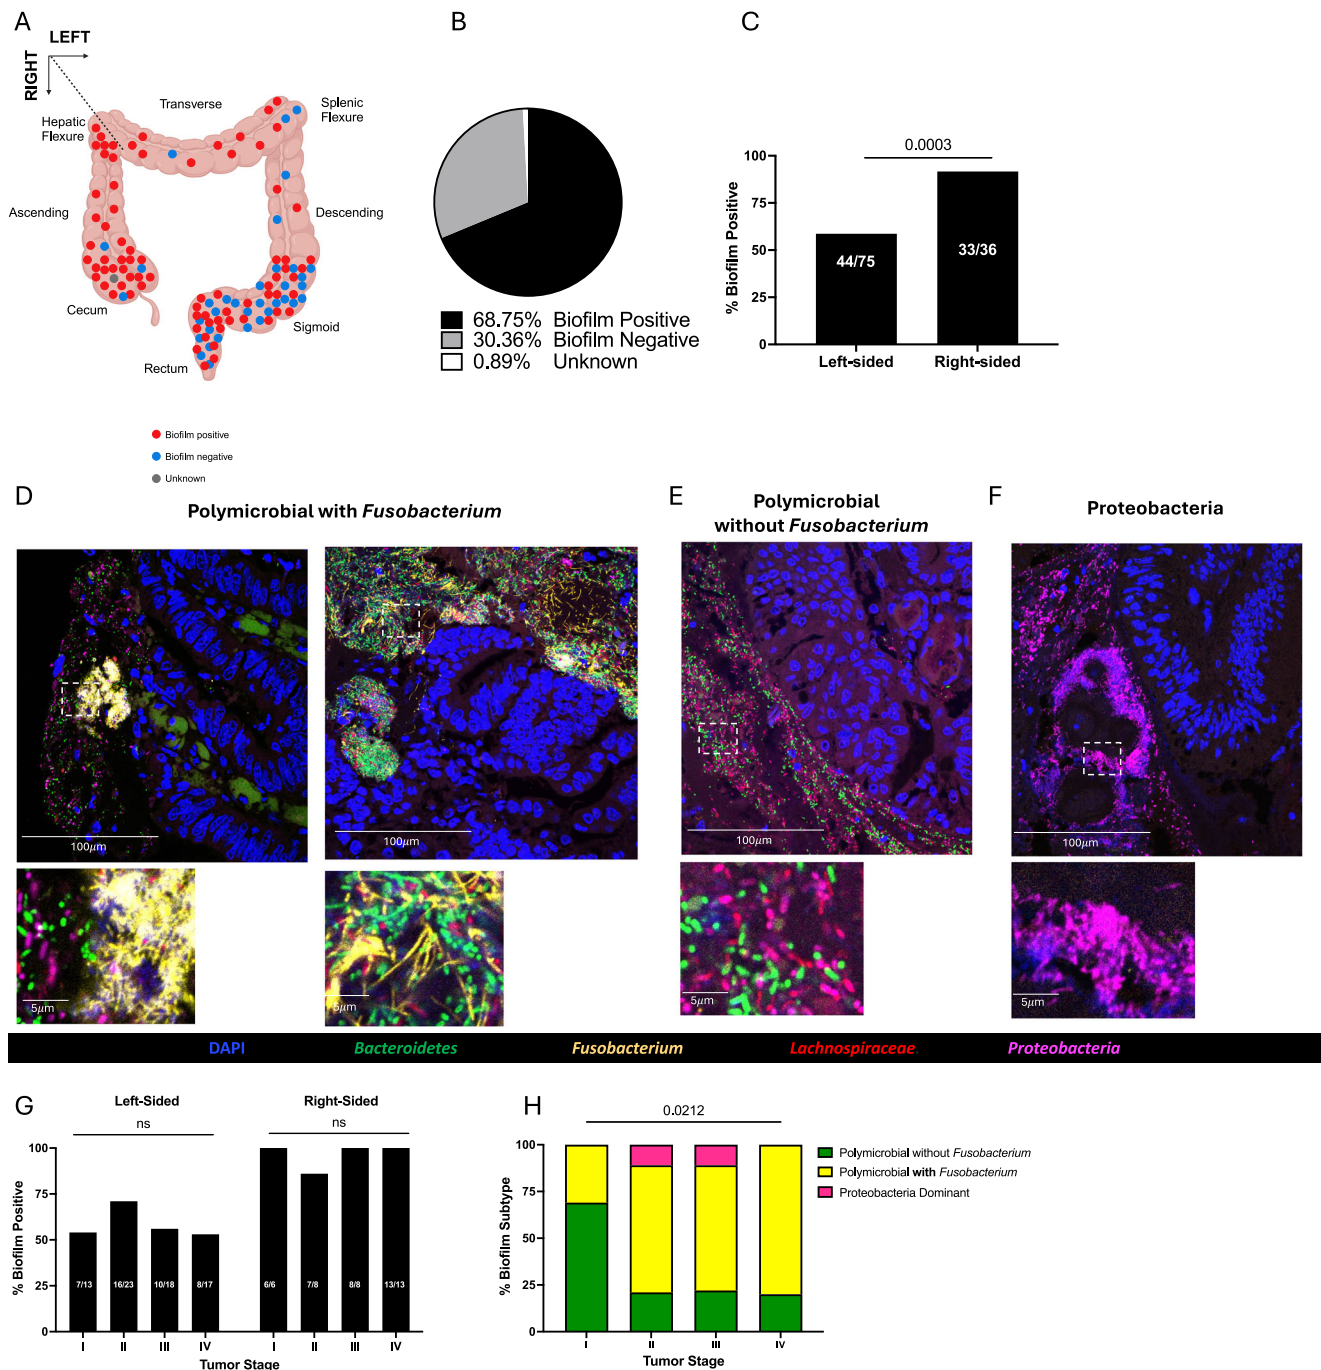 A
LEFT
RIGHT
Transverse
Splenic
Flexure
Hepatic
Flexure
Ascending
Descending
Cecum
Sigmoid
Rectum
Biofilm positive
Biofilm negative
Unknown
B
68.75% Biofilm Positive
30.36% Biofilm Negative
0.89% Unknown
C
0.0003
% Biofilm Positive
100
75
50
25
0
44/75
33/36
Left-sided
Right-sided
D
Polymicrobial with Fusobacterium
100μm
100μm
5μm
5μm
E
Polymicrobial
without Fusobacterium
100μm
5μm
F
Proteobacteria
100μm
5μm
DAPI Bacteroidetes Fusobacterium Lachnospiraceae Proteobacteria
G
Left-Sided
Right-Sided
ns
ns
% Biofilm Positive
100
75
50
25
0
7/13 16/23 10/18 8/17 6/6 7/8 8/8 13/13
I II III IV I II III IV
Tumor Stage
H
0.0212
% Biofilm Subtype
100
75
50
25
0
I II III IV
Tumor Stage
Polymicrobial without Fusobacterium
Polymicrobial with Fusobacterium
Proteobacteria Dominant